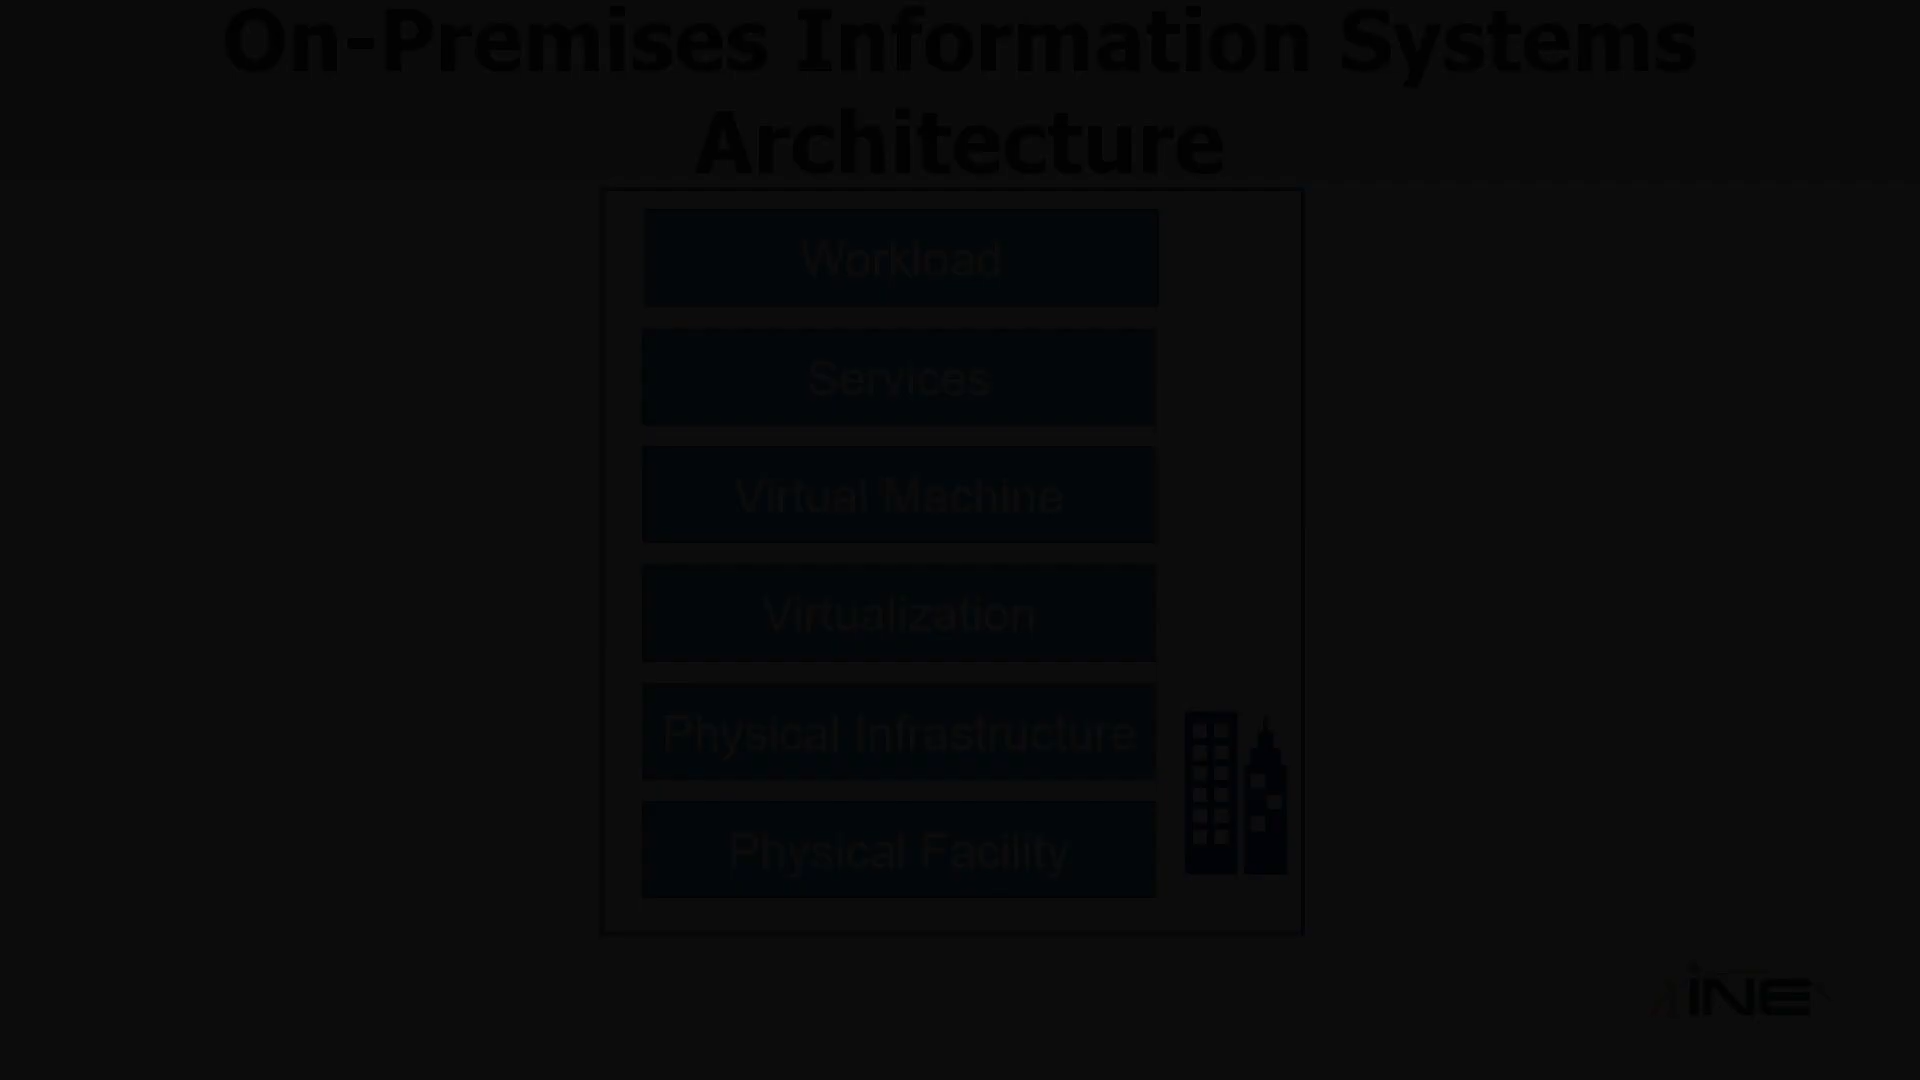 On-Premises Information Systems
Architecture
Workload
Services
Virtual Machine
Virtualization
Physical Infrastructure
Physical Facility
iNE